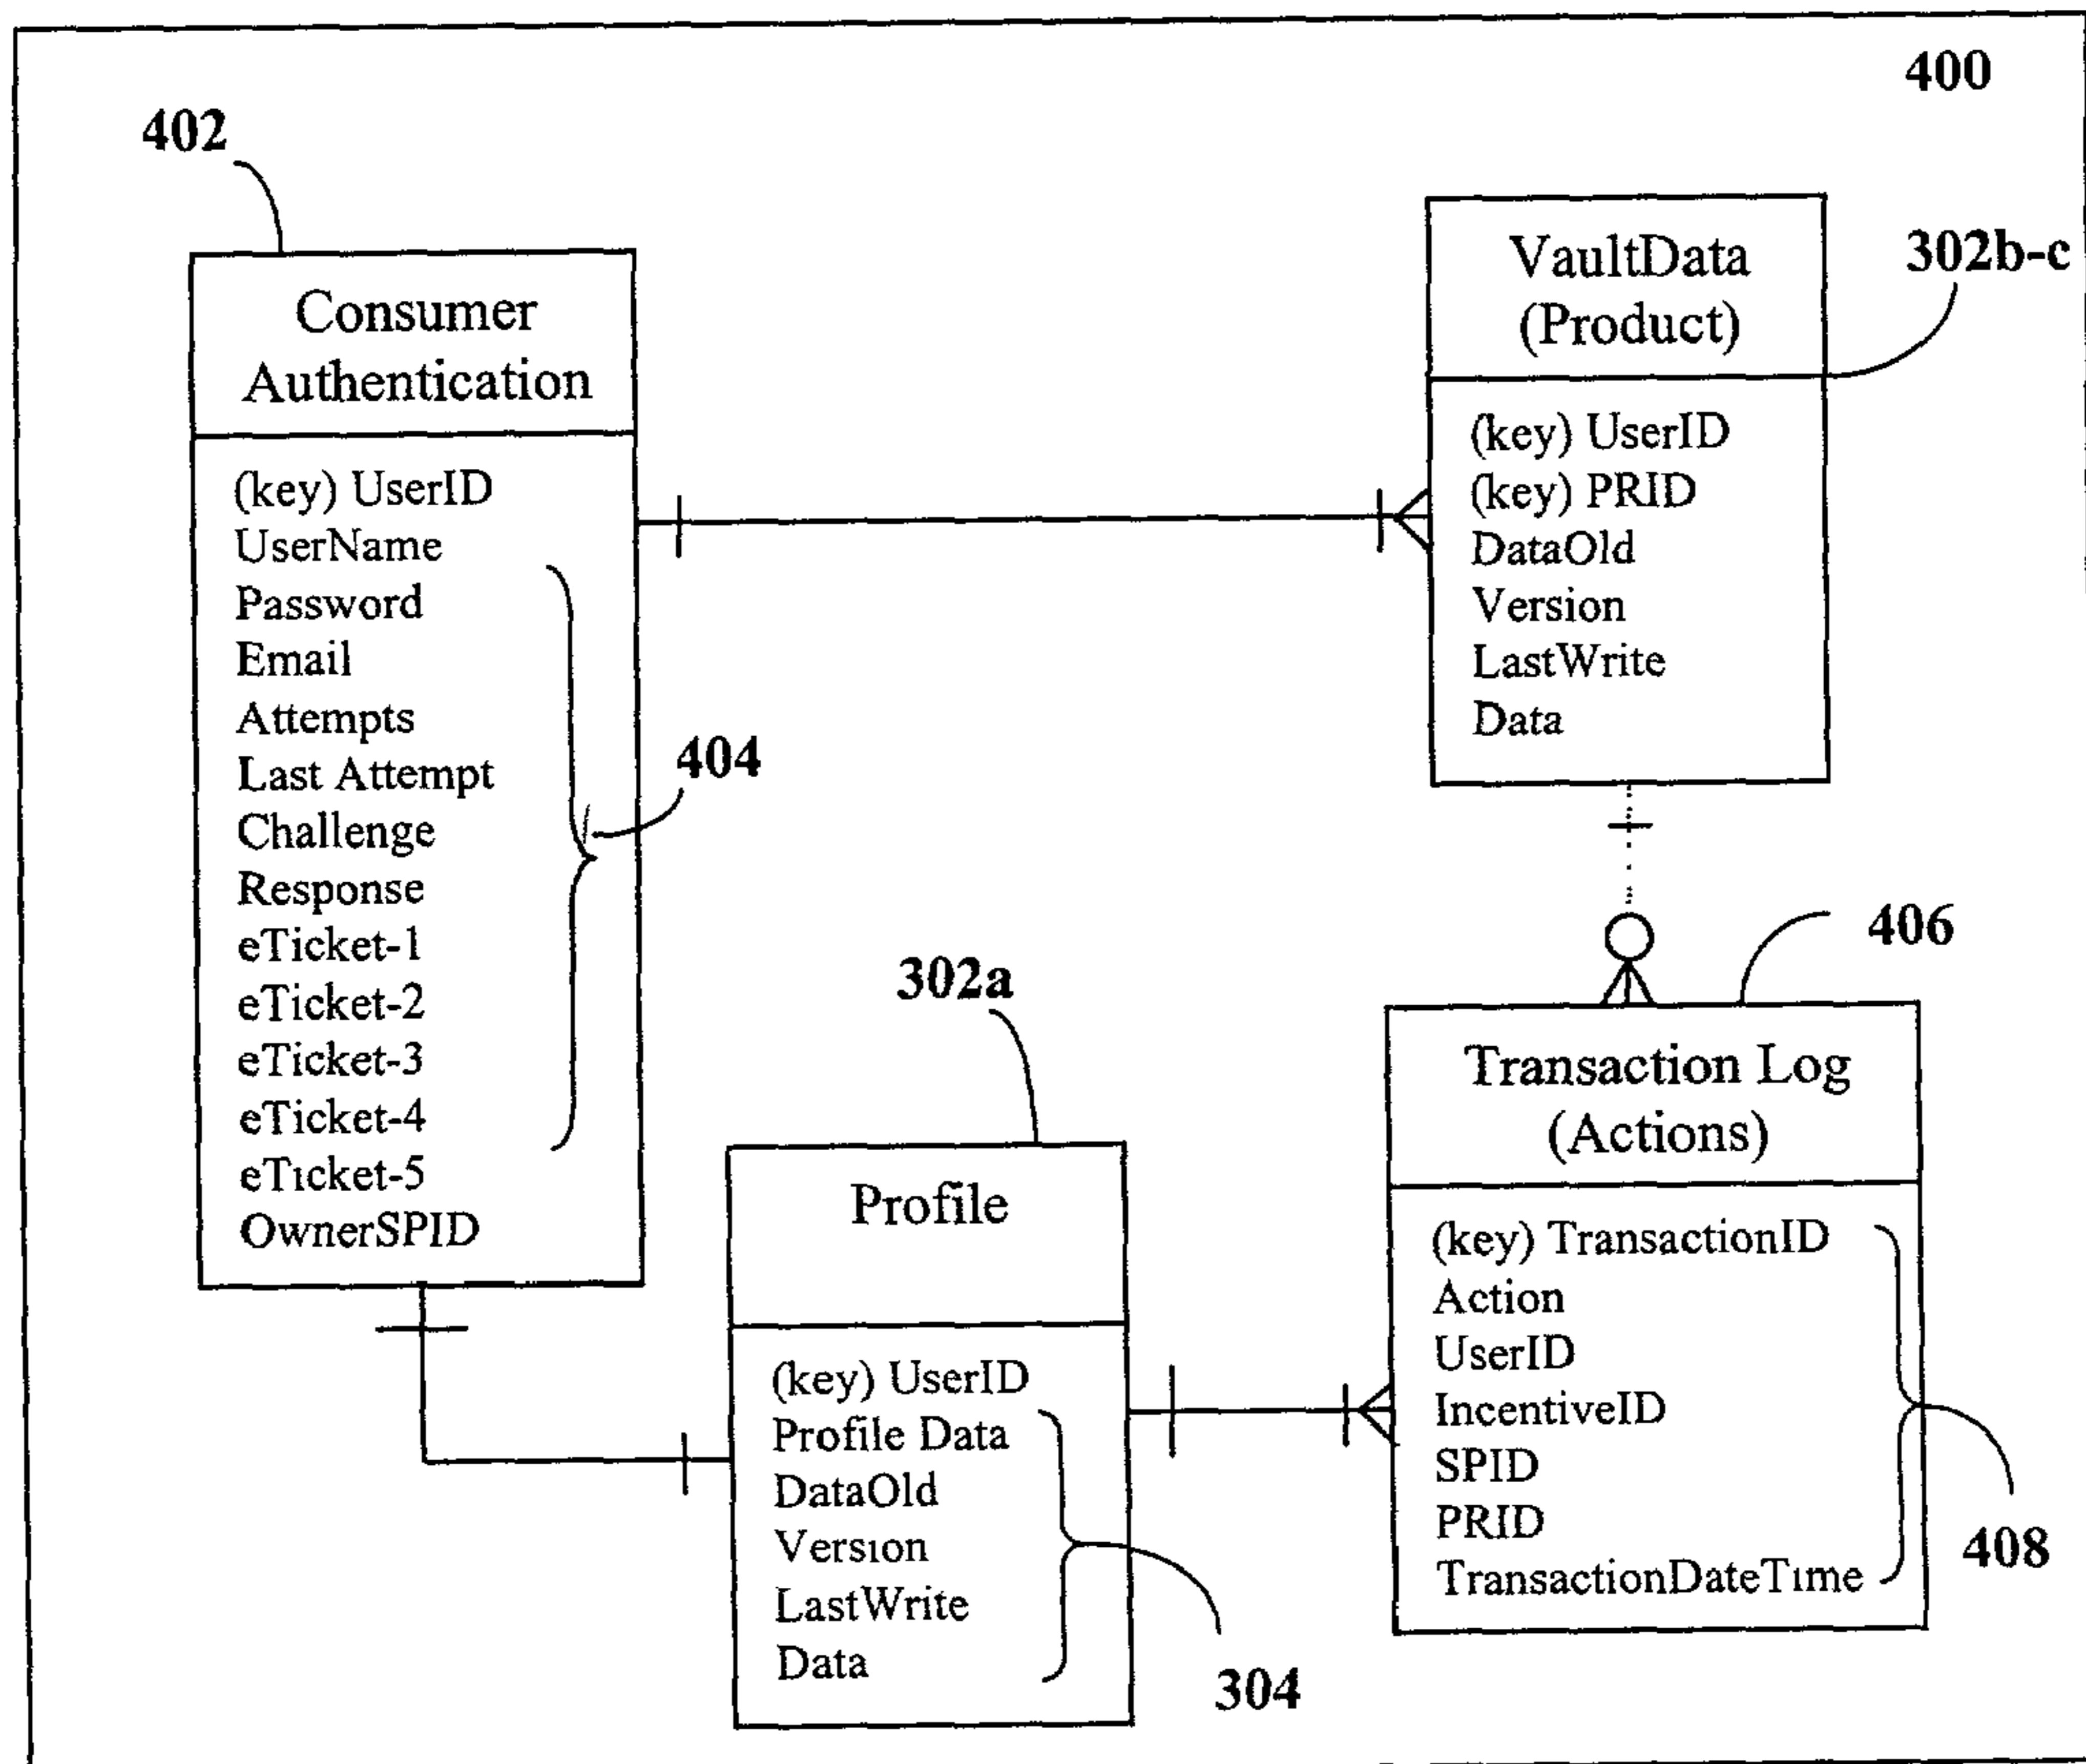 400
402
Consumer
Authentication
(key) UserID
UserName
Password
Email
Attempts
Last Attempt
Challenge
Response
eTicket-1
eTicket-2
eTicket-3
eTicket-4
eTicket-5
OwnerSPID
404
VaultData
(Product)
302b-c
(key) UserID
(key) PRID
DataOld
Version
LastWrite
Data
302a
Profile
(key) UserID
Profile Data
DataOld
Version
LastWrite
Data
304
406
Transaction Log
(Actions)
(key) TransactionID
Action
UserID
IncentiveID
SPID
PRID
TransactionDateTime
408